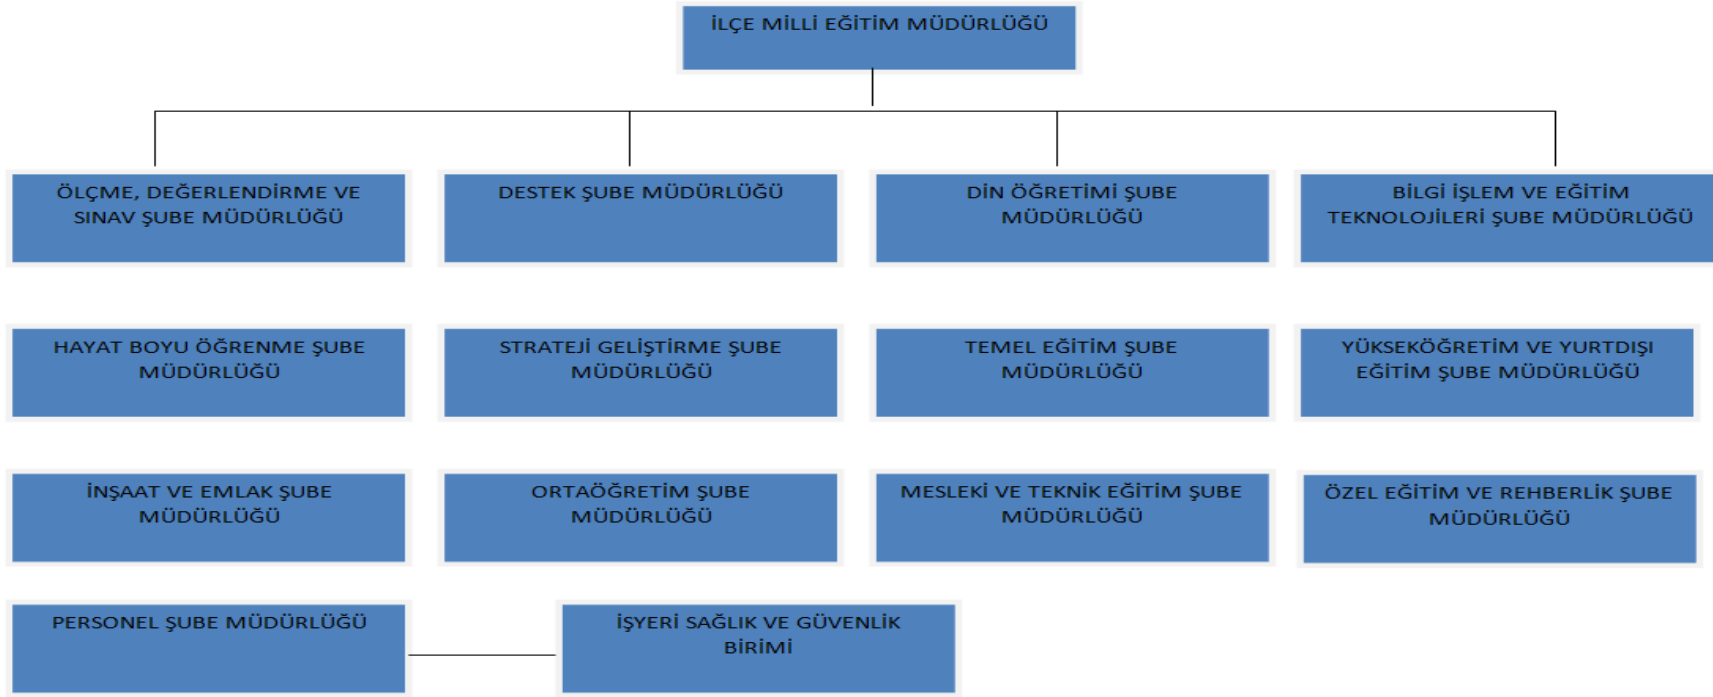 İLÇE MİLLİ EĞİTİM MÜDÜRLÜĞÜ
ÖLÇME, DEĞERLENDİRME VE
SINAV ŞUBE MÜDÜRLÜĞÜ
DESTEK ŞUBE MÜDÜRLÜĞÜ
DİN ÖĞRETİMİ ŞUBE
MÜDÜRLÜĞÜ
BİLGİ İŞLEM VE EĞİTİM
TEKNOLOJİLERİ ŞUBE MÜDÜRLÜĞÜ
HAYAT BOYU ÖĞRENME ŞUBE
MÜDÜRLÜĞÜ
STRATEJİ GELİŞTİRME ŞUBE
MÜDÜRLÜĞÜ
TEMEL EĞİTİM ŞUBE
MÜDÜRLÜĞÜ
YÜKSEKÖĞRETİM VE YURTDIŞI
EĞİTİM ŞUBE MÜDÜRLÜĞÜ
İNŞAAT VE EMLAK ŞUBE
MÜDÜRLÜĞÜ
ORTAÖĞRETİM ŞUBE
MÜDÜRLÜĞÜ
MESLEKİ VE TEKNİK EĞİTİM ŞUBE
MÜDÜRLÜĞÜ
ÖZEL EĞİTİM VE REHBERLİK ŞUBE
MÜDÜRLÜĞÜ
PERSONEL ŞUBE MÜDÜRLÜĞÜ
İŞYERİ SAĞLIK VE GÜVENLİK
BİRİMİ